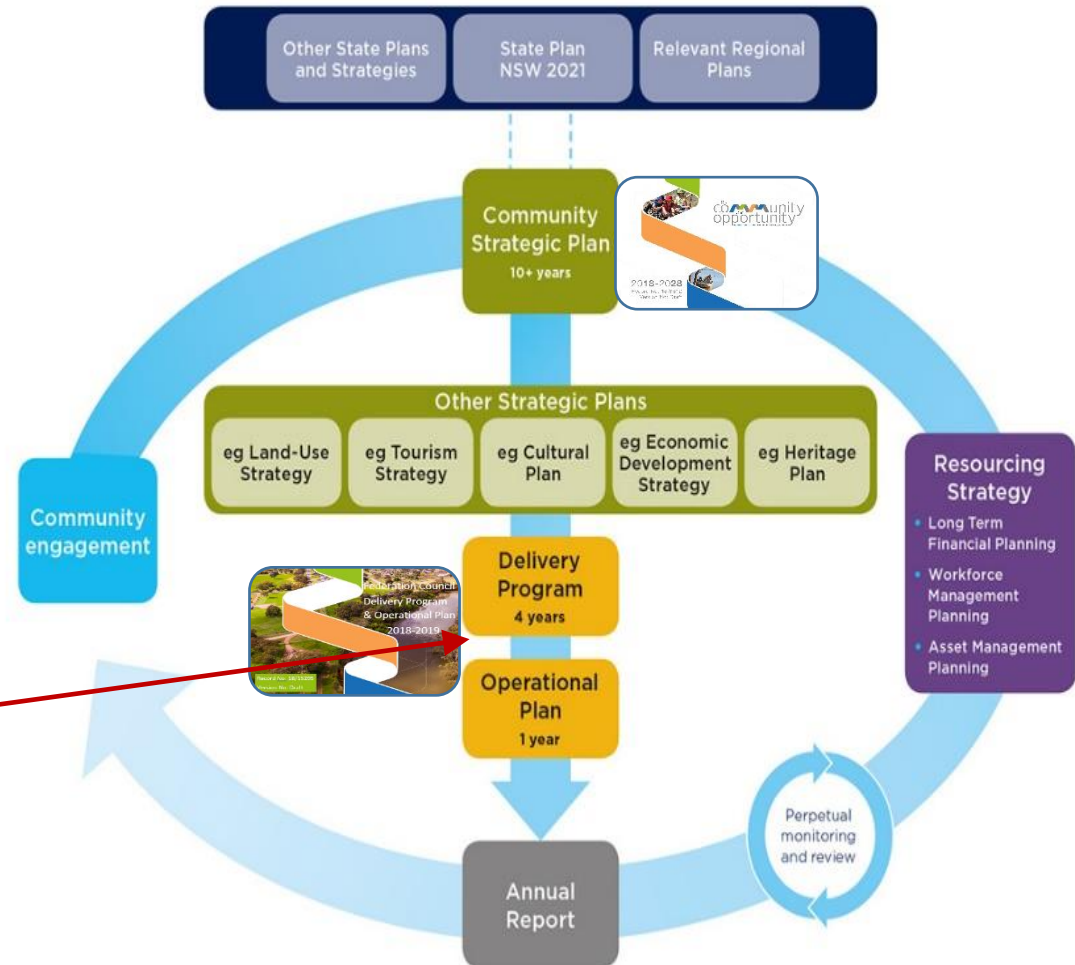 Other State Plans
and Strategies
State Plan
NSW 2021
Relevant Regional
Plans
Community
Strategic Plan
10+ years
community
opportunity
2018-2028
Other Strategic Plans
eg Land-Use
Strategy
eg Tourism
Strategy
eg Cultural
Plan
eg Economic
Development
Strategy
eg Heritage
Plan
Community
engagement
Resourcing
Strategy
• Long Term
Financial Planning
• Workforce
Management
Planning
• Asset Management
Planning
Federation Council
Delivery Program
& Operational Plan
2018-2019
Delivery
Program
4 years
Operational
Plan
1 year
Perpetual
monitoring
and review
Annual
Report